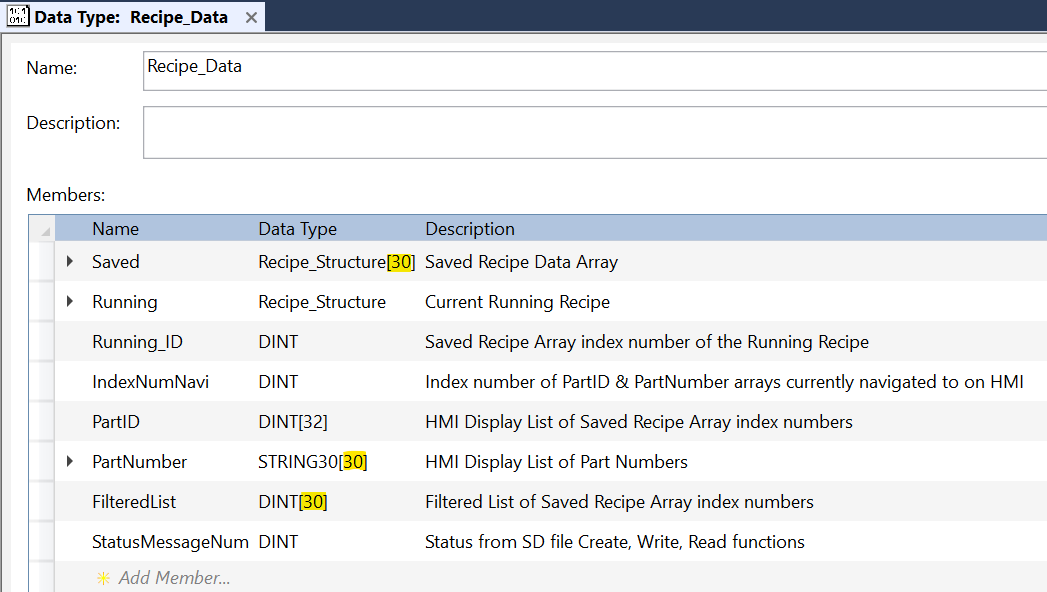 Data Type: Recipe_Data
Name: Recipe_Data
Description:
Members:
Name Data Type Description
Saved Recipe_Structure[30] Saved Recipe Data Array
Running Recipe_Structure Current Running Recipe
Running_ID DINT Saved Recipe Array index number of the Running Recipe
IndexNumNavi DINT Index number of PartID & PartNumber arrays currently navigated to on HMI
PartID DINT[32] HMI Display List of Saved Recipe Array index numbers
PartNumber STRING30[30] HMI Display List of Part Numbers
FilteredList DINT[30] Filtered List of Saved Recipe Array index numbers
StatusMessageNum DINT Status from SD file Create, Write, Read functions
Add Member...